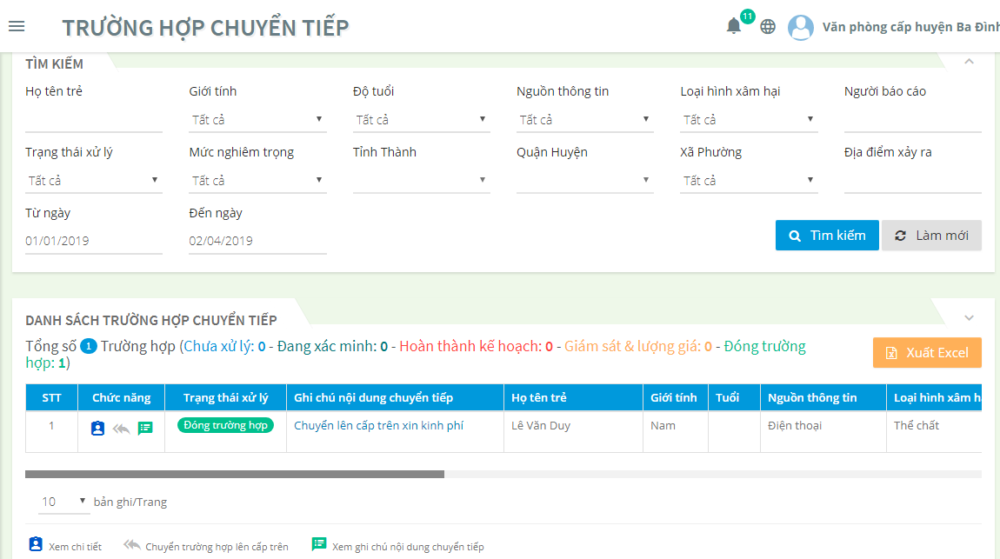 TRƯỜNG HỢP CHUYỂN TIẾP
11
Văn phòng cấp huyện Ba Đình
TÌM KIẾM
Họ tên trẻ Giới tính Độ tuổi Nguồn thông tin Loại hình xâm hại Người báo cáo
Tất cả Tất cả Tất cả Tất cả
Trạng thái xử lý Mức nghiêm trọng Tỉnh Thành Quận Huyện Xã Phường Địa điểm xảy ra
Tất cả Tất cả Tất cả
Từ ngày Đến ngày
01/01/2019 02/04/2019 Tìm kiếm Làm mới
DANH SÁCH TRƯỜNG HỢP CHUYỂN TIẾP
Tổng số 1 Trường hợp (Chưa xử lý: 0 - Đang xác minh: 0 - Hoàn thành kế hoạch: 0 - Giám sát & lượng giá: 0 - Đóng trường
hợp: 1)
Xuất Excel
STT Chức năng Trạng thái xử lý Ghi chú nội dung chuyển tiếp Họ tên trẻ Giới tính Tuổi Nguồn thông tin Loại hình xâm h
1 Đóng trường hợp Chuyển lên cấp trên xin kinh phí Lê Văn Duy Nam Điện thoại Thể chất
10 bản ghi/Trang
Xem chi tiết Chuyển trường hợp lên cấp trên Xem ghi chú nội dung chuyển tiếp